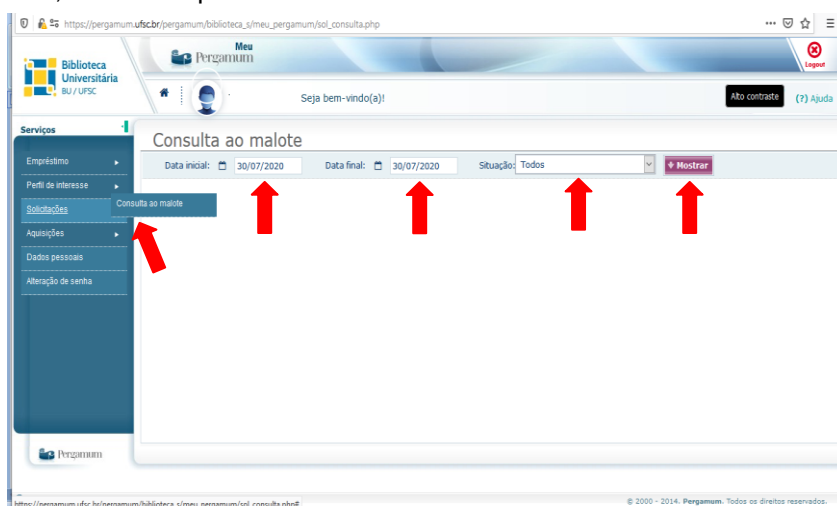 https://pergamum.ufsc.br/pergamum/biblioteca_s/meu_pergamum/sol_consulta.php
Biblioteca
Universitária
BU / UFSC
Meu
Pergamum
Logout
Seja bem-vindo(a)!
Alto contraste
(?) Ajuda
Serviços
Consulta ao malote
Data inicial: 30/07/2020 Data final: 30/07/2020 Situação: Todos Mostrar
Empréstimo
Perfil de interesse
Solicitações
Consulta ao malote
Aquisições
Dados pessoais
Alteração de senha
Pergamum
https://pergamum.ufsc.br/pergamum/biblioteca_s/meu_pergamum/sol_consulta.php#
© 2000 - 2014. Pergamum. Todos os direitos reservados.